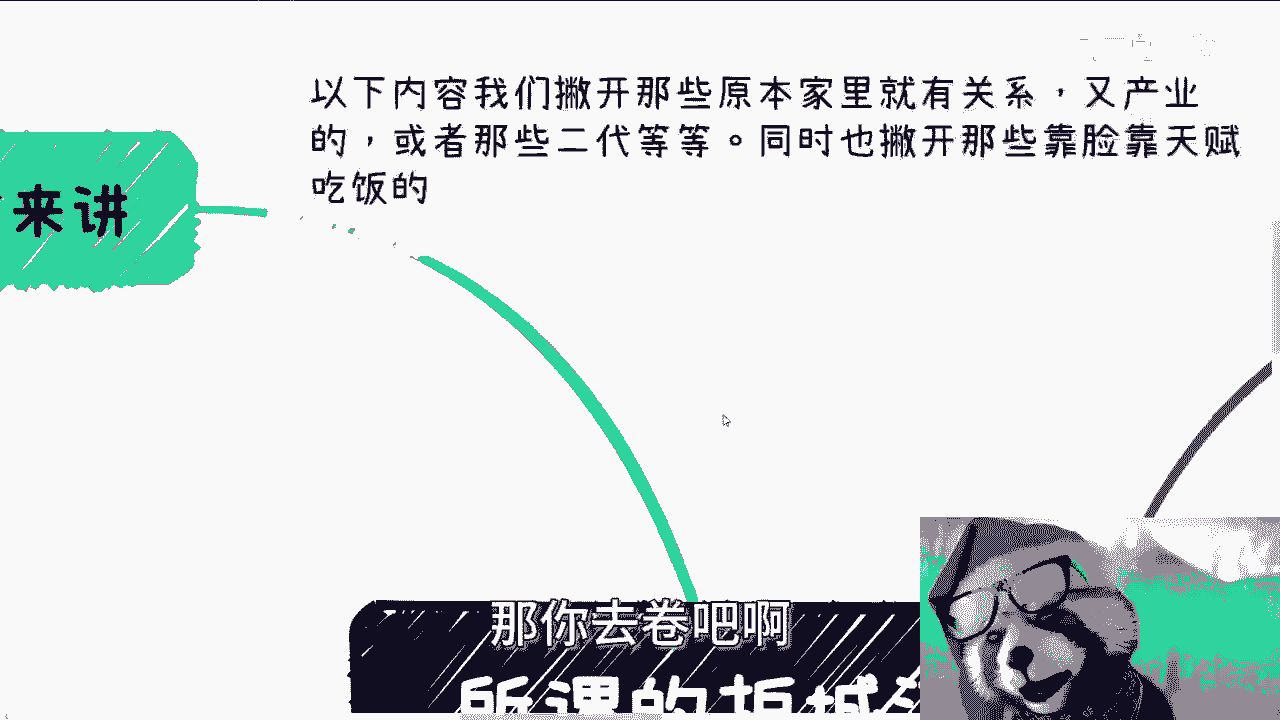 以下内容我们撇开那些原本家里就有关系，又产业
的，或者那些二代等等。同时也撇开那些靠脸靠天赋
吃饭的
来讲
那你去卷吧啊
所谓的